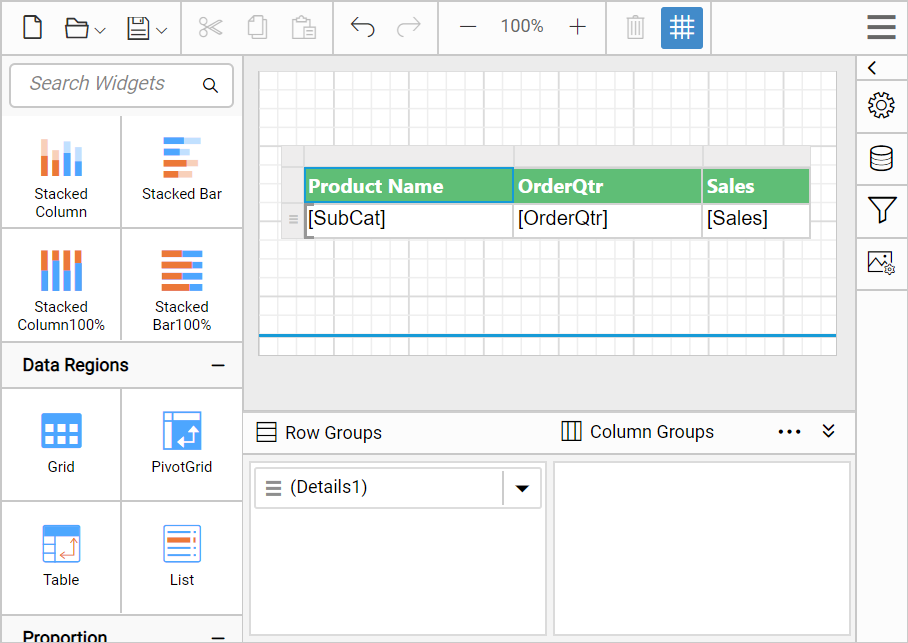 100%
Search Widgets
Stacked
Column
Stacked Bar
Stacked
Column100%
Stacked
Bar100%
Data Regions
Grid
PivotGrid
Table
List
Proportion
Product Name OrderQtr Sales
[SubCat] [OrderQtr] [Sales]
Row Groups
Column Groups
(Details1)